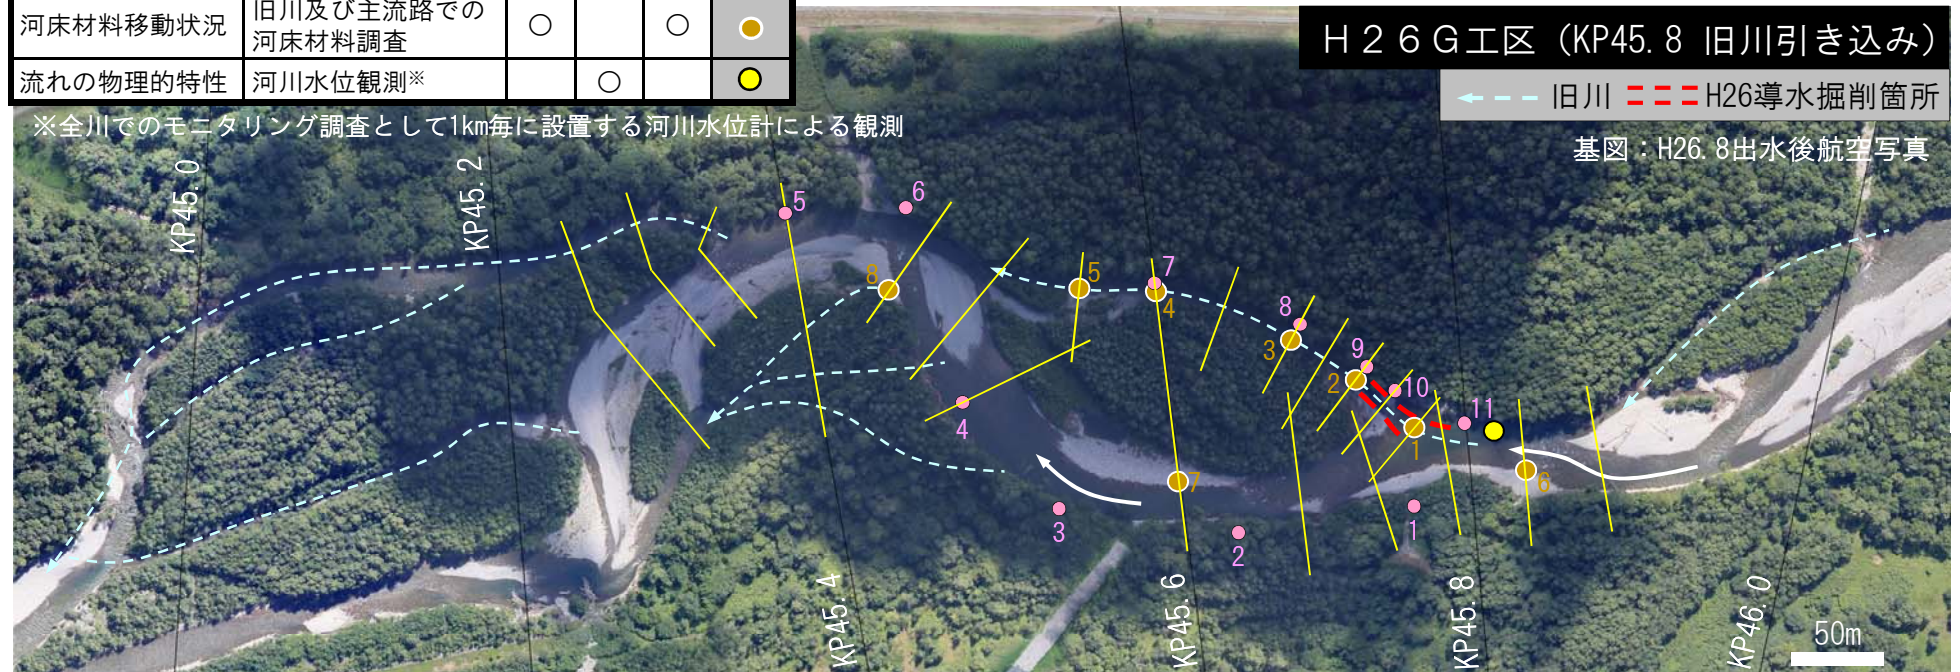 河床材料移動状況
旧川及び主流路での
河床材料調査
○ ○
流れの物理的特性
河川水位観測※
○
※全川でのモニタリング調査として1km毎に設置する河川水位計による観測
H26G工区（KP45.8 旧川引き込み）
旧川 H26導水掘削箇所
基図：H26.8出水後航空写真
KP45.0
KP45.2
KP45.4
KP45.6
KP45.8
KP46.0
5
6
7
8
9
10
11
4
3
2
1
8
5
4
3
2
1
7
6
50m